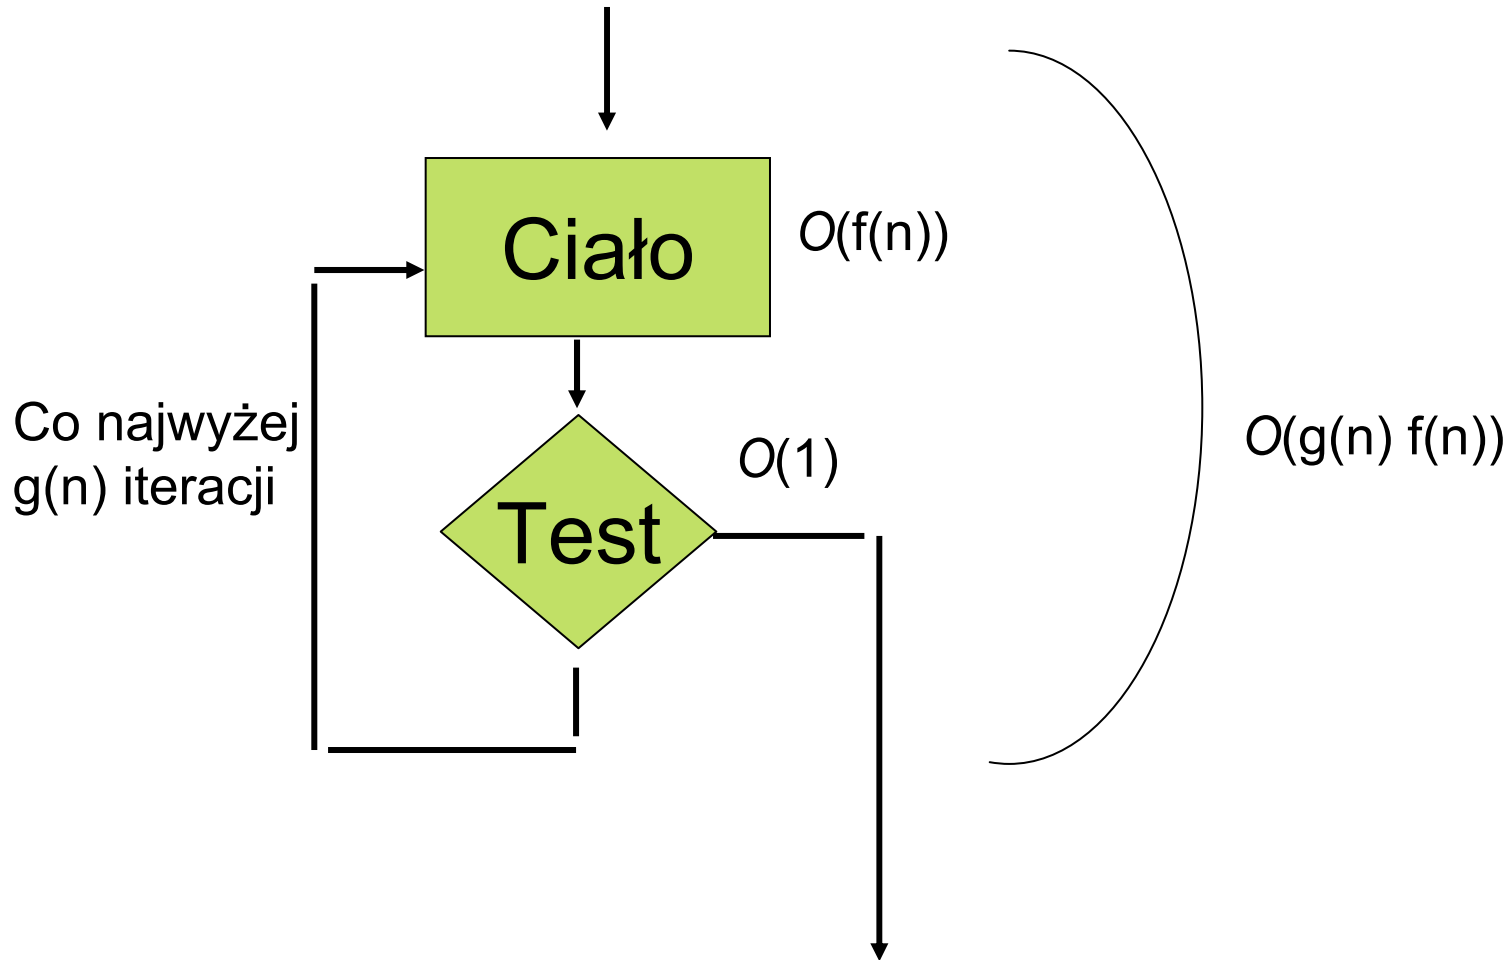 Ciało
O(f(n))
Co najwyżej
g(n) iteracji
O(1)
O(g(n) f(n))
Test